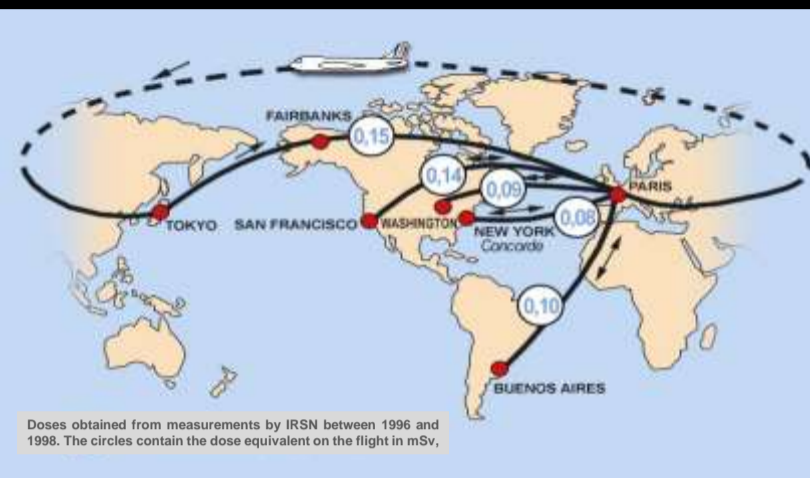 FAIRBANKS
0,15
0,14
0,09
PARIS
TOKYO
SAN FRANCISCO
WASHINGTON
NEW YORK
Concorde
0,08
0,10
BUENOS AIRES
Doses obtained from measurements by IRSN between 1996 and
1998. The circles contain the dose equivalent on the flight in mSv,